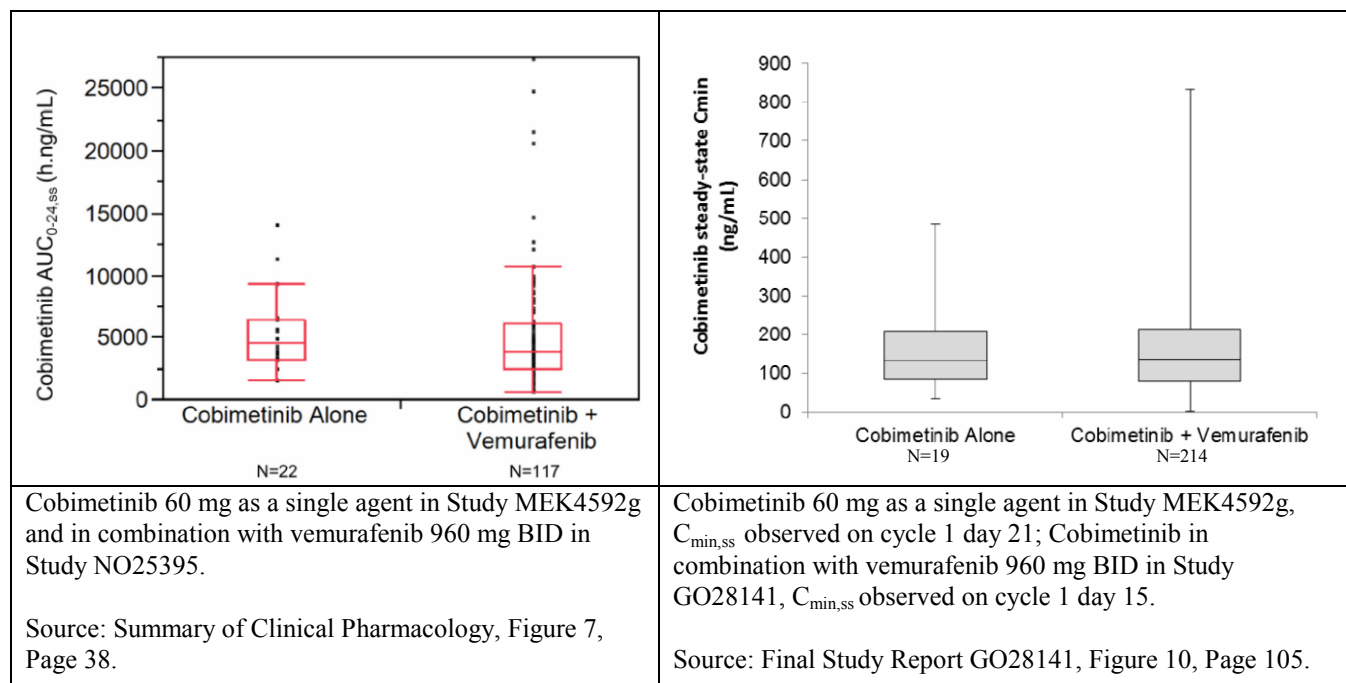 Cobimetinib AUC0-24,ss (h.ng/mL)
25000
20000
15000
10000
5000
0
Cobimetinib Alone
Cobimetinib +
Vemurafenib
N=22
N=117
Cobimetinib steady-state Cmin
(ng/mL)
900
800
700
600
500
400
300
200
100
0
Cobimetinib Alone
Cobimetinib + Vemurafenib
N=19
N=214
Cobimetinib 60 mg as a single agent in Study MEK4592g
and in combination with vemurafenib 960 mg BID in
Study NO25395.
Source: Summary of Clinical Pharmacology, Figure 7,
Page 38.
Cobimetinib 60 mg as a single agent in Study MEK4592g,
Cmin,ss observed on cycle 1 day 21; Cobimetinib in
combination with vemurafenib 960 mg BID in Study
GO28141, Cmin,ss observed on cycle 1 day 15.
Source: Final Study Report GO28141, Figure 10, Page 105.